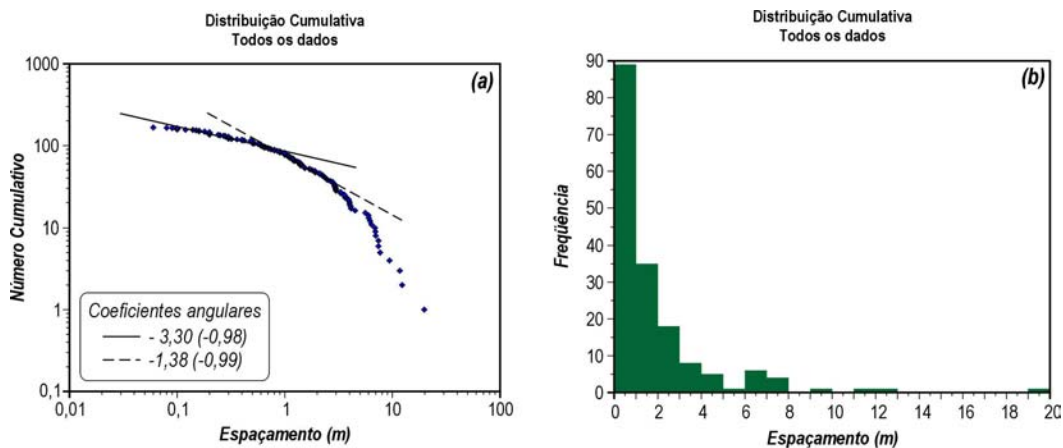 Distribuição Cumulativa
Todos os dados
(a)
1000
100
10
1
0,1
0,01
0,1
1
10
100
Número Cumulativo
Espaçamento (m)
Coeficientes angulares
- 3,30 (-0,98)
-1,38 (-0,99)
Distribuição Cumulativa
Todos os dados
(b)
90
80
70
60
50
40
30
20
10
0
0 2 4 6 8 10 12 14 16 18 20
Freqüência
Espaçamento (m)